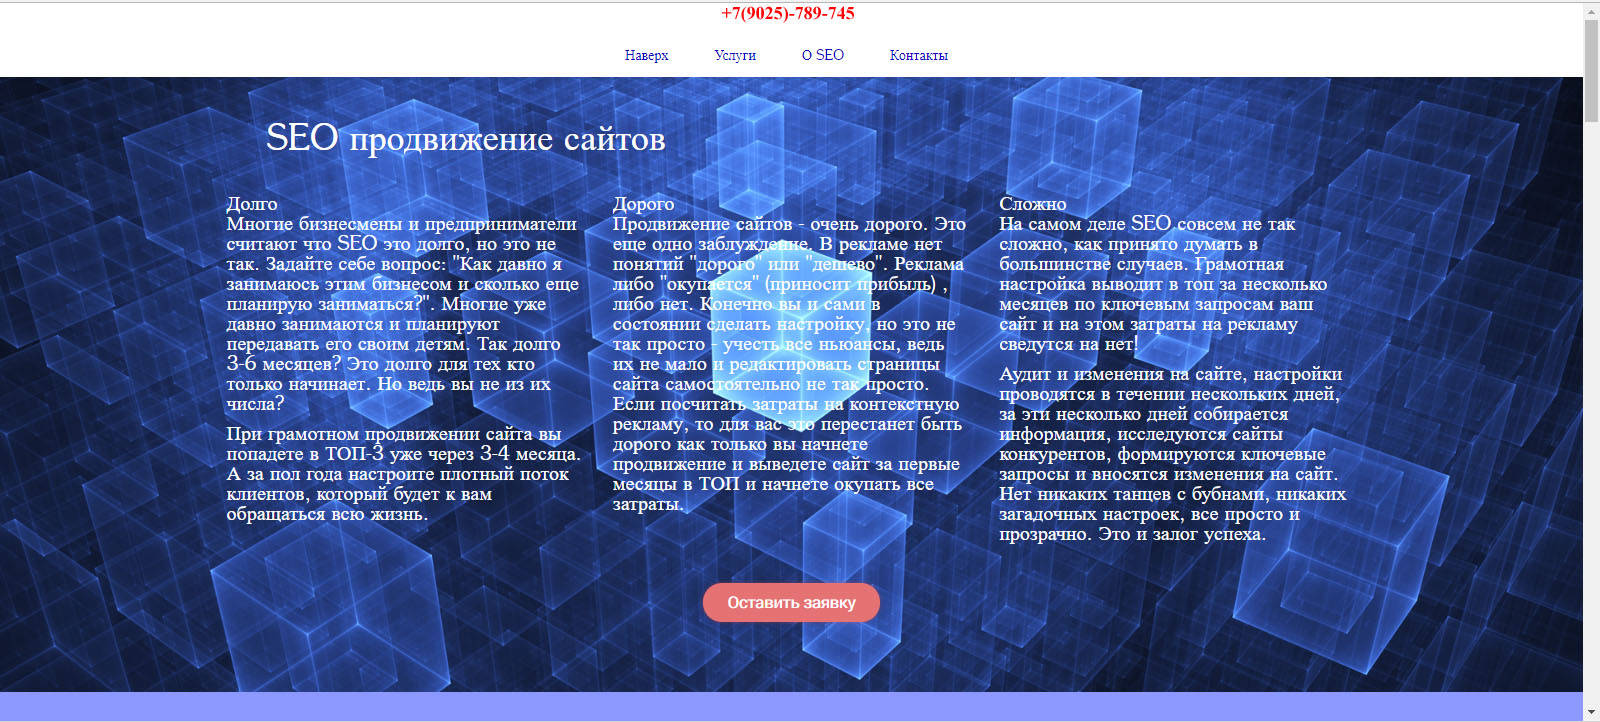 +7(9025)-789-745
Наверх Услуги О SEO Контакты
SEO продвижение сайтов
Долго
Многие бизнесмены и предприниматели
считают что SEO это долго, но это не
так. Задайте себе вопрос: "Как давно я
занимаюсь этим бизнесом и сколько еще
планирую заниматься?". Многие уже
давно занимаются и планируют
передавать его своим детям. Так долго
3-6 месяцев? Это долго для тех кто
только начинает. Но ведь вы не из их
числа?
При грамотном продвижении сайта вы
попадете в ТОП-3 уже через 3-4 месяца.
А за пол года настроите плотный поток
клиентов, который будет к вам
обращаться всю жизнь.
Дорого
Продвижение сайтов - очень дорого. Это
еще одно заблуждение. В рекламе нет
понятий "дорого" или "дешево". Реклама
либо "окупается" (приносит прибыль) ,
либо нет. Конечно вы и сами в
состоянии сделать настройку, но это не
так просто - учесть все ньюансы, ведь
их не мало и редактировать страницы
сайта самостоятельно не так просто.
Если посчитать затраты на контекстную
рекламу, то для вас это перестанет быть
дорого как только вы начнете
продвижение и выведете сайт за первые
месяцы в ТОП и начнете окупать все
затраты.
Сложно
На самом деле SEO совсем не так
сложно, как принято думать в
большинстве случаев. Грамотная
настройка выводит в топ за несколько
месяцев по ключевым запросам ваш
сайт и на этом затраты на рекламу
сведутся на нет!
Аудит и изменения на сайте, настройки
проводятся в течении нескольких дней,
за эти несколько дней собирается
информация, исследуются сайты
конкурентов, формируются ключевые
запросы и вносятся изменения на сайт.
Нет никаких танцев с бубнами, никаких
загадочных настроек, все просто и
прозрачно. Это и залог успеха.
Оставить заявку